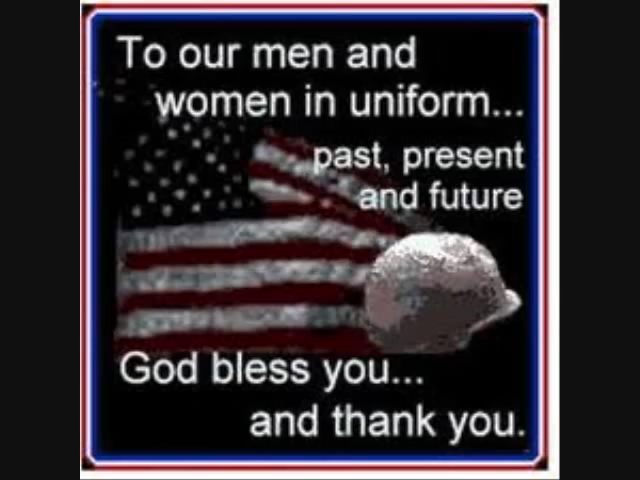 To our men and
women in uniform...
past, present
and future
God bless you...
and thank you.